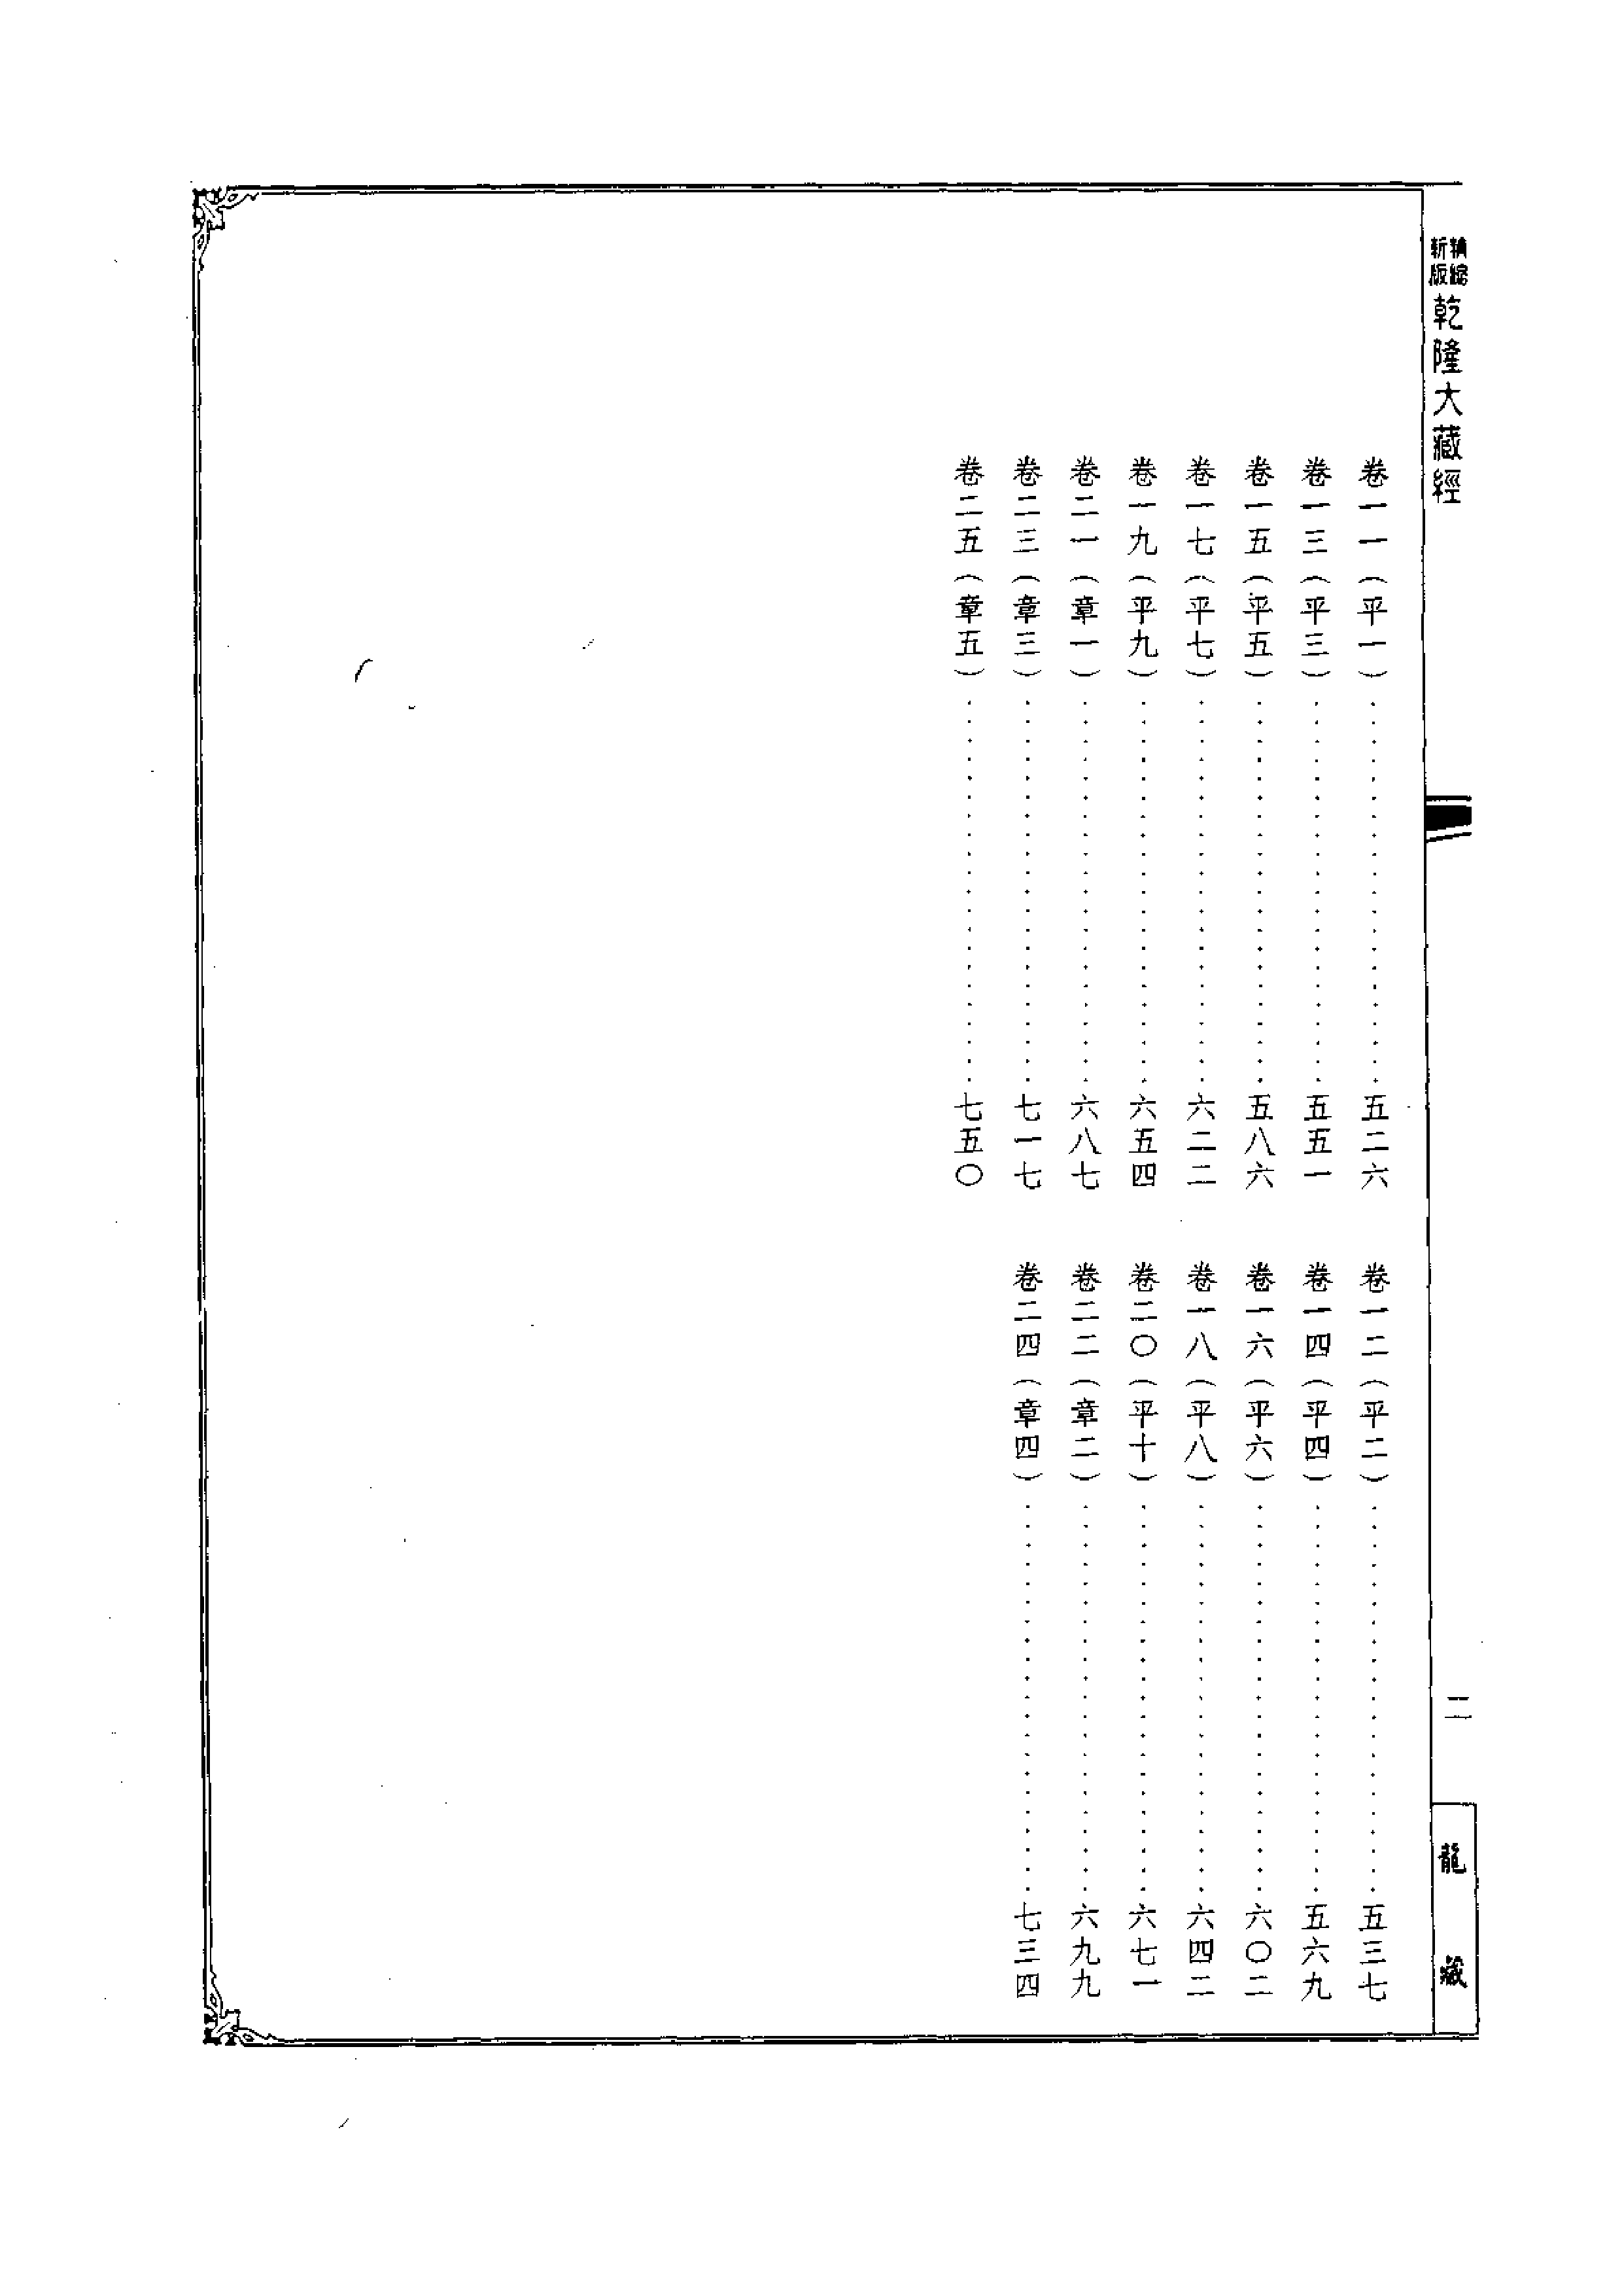 精縮新版乾隆大藏經
二
龍藏
卷一一（平一）····················五二六
卷一二（平二）····················五三七
卷一三（平三）····················五五一
卷一四（平四）····················五六九
卷一五（平五）····················五八六
卷一六（平六）····················六〇二
卷一七（平七）····················六二二
卷一八（平八）····················六四二
卷一九（平九）····················六五四
卷二〇（平十）····················六七一
卷二一（章一）····················六八七
卷二二（章二）····················六九九
卷二三（章三）····················七一七
卷二四（章四）····················七三四
卷二五（章五）····················七五〇